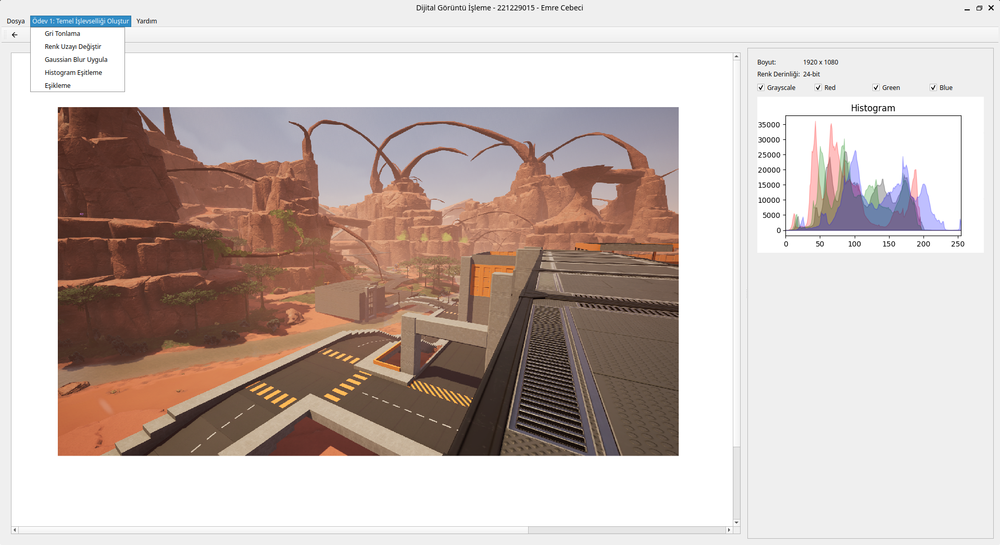 Dijital Görüntü İşleme - 221229015 - Emre Cebeci
Dosya Ödev 1: Temel İşlevselliği Oluştur Yardım
Gri Tonlama
Renk Uzayı Değiştir
Gaussian Blur Uygula
Histogram Eşitleme
Eşikleme
Boyut: 1920 x 1080
Renk Derinliği: 24-bit
Grayscale Red Green Blue
Histogram
35000
30000
25000
20000
15000
10000
5000
0
0 50 100 150 200 250